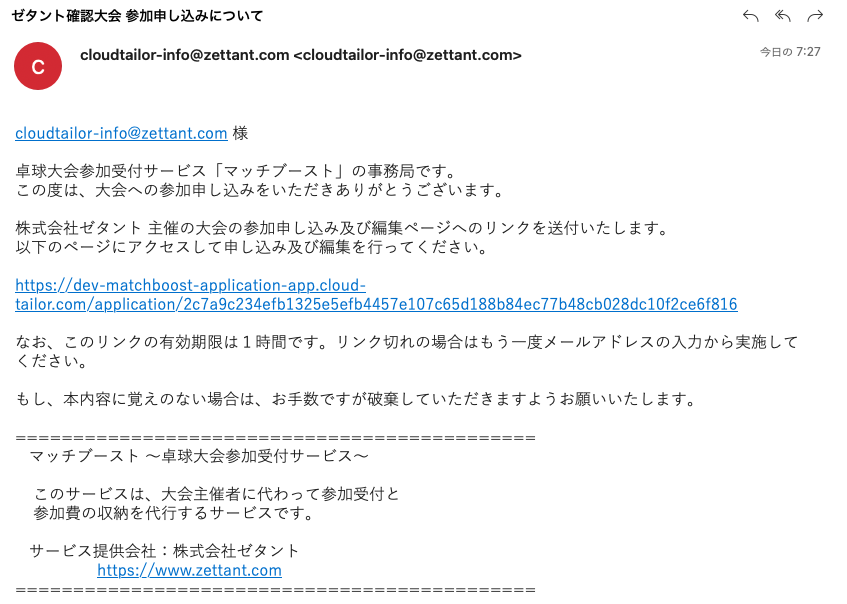 ゼタント確認大会 参加申し込みについて
C
cloudtailor-info@zettant.com <cloudtailor-info@zettant.com>
今日の 7:27
cloudtailor-info@zettant.com 様
卓球大会参加受付サービス「マッチブースト」の事務局です。
この度は、大会への参加申し込みをいただきありがとうございます。
株式会社ゼタント 主催の大会の参加申し込み及び編集ページへのリンクを送付いたします。
以下のページにアクセスして申し込み及び編集を行ってください。
https://dev-matchboost-application-app.cloud-
tailor.com/application/2c7a9c234efb1325e5efb4457e107c65d188b84ec77b48cb028dc10f2ce6f816
なお、このリンクの有効期限は１時間です。リンク切れの場合はもう一度メールアドレスの入力から実施して
ください。
もし、本内容に覚えのない場合は、お手数ですが破棄していただきますようお願いいたします。
=============================================
マッチブースト 〜卓球大会参加受付サービス〜
このサービスは、大会主催者に代わって参加受付と
参加費の収納を代行するサービスです。
サービス提供会社：株式会社ゼタント
https://www.zettant.com
=============================================